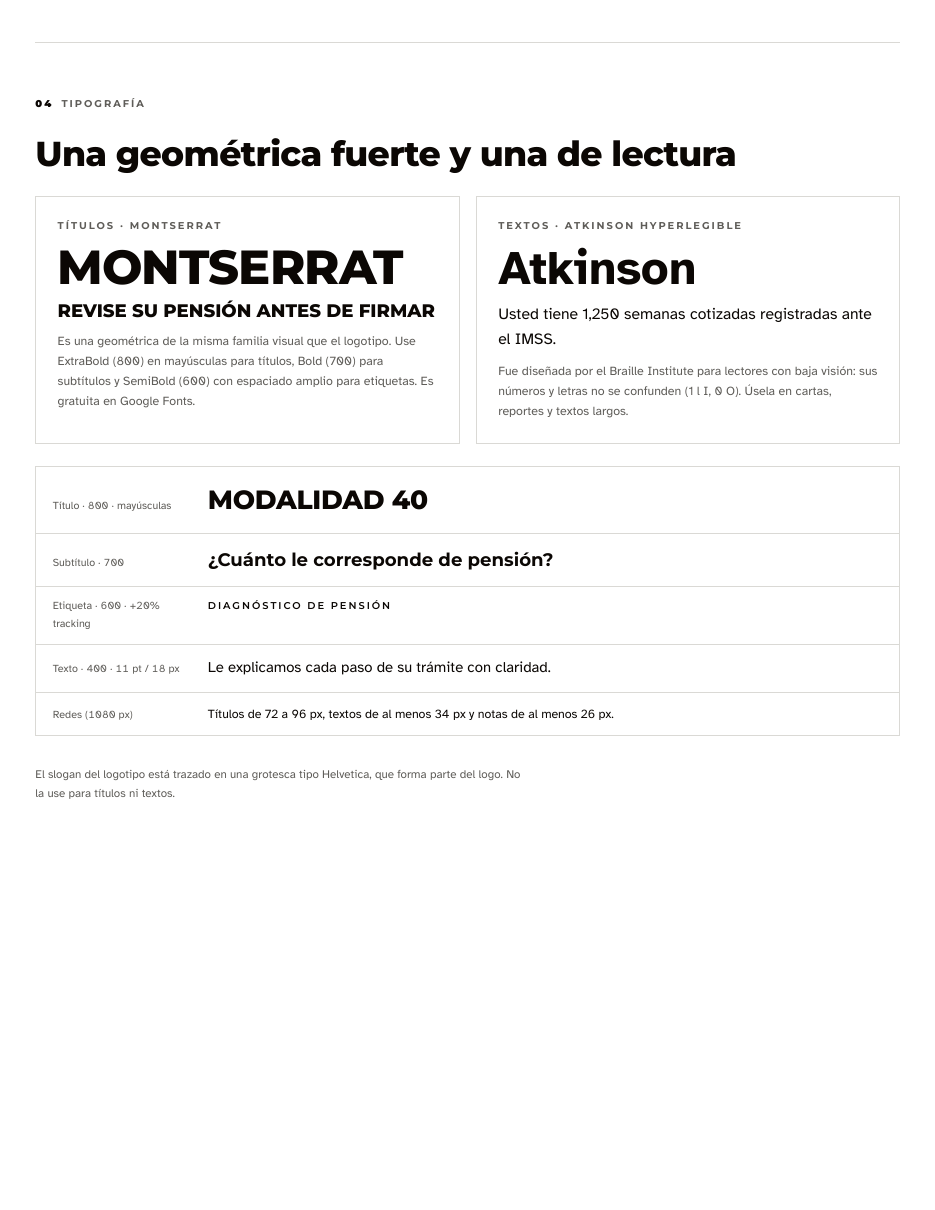 04 TIPOGRAFÍA
Una geométrica fuerte y una de lectura
TÍTULOS · MONTSERRAT
MONTSERRAT
REVISE SU PENSIÓN ANTES DE FIRMAR
Es una geométrica de la misma familia visual que el logotipo. Use
ExtraBold (800) en mayúsculas para títulos, Bold (700) para
subtítulos y SemiBold (600) con espaciado amplio para etiquetas. Es
gratuita en Google Fonts.
TEXTOS · ATKINSON HYPERLEGIBLE
Atkinson
Usted tiene 1,250 semanas cotizadas registradas ante
el IMSS.
Fue diseñada por el Braille Institute para lectores con baja visión: sus
números y letras no se confunden (1 l I, 0 O). Úsela en cartas,
reportes y textos largos.
Título · 800 · mayúsculas
MODALIDAD 40
Subtítulo · 700
¿Cuánto le corresponde de pensión?
Etiqueta · 600 · +20%
tracking
DIAGNÓSTICO DE PENSIÓN
Texto · 400 · 11 pt / 18 px
Le explicamos cada paso de su trámite con claridad.
Redes (1080 px)
Títulos de 72 a 96 px, textos de al menos 34 px y notas de al menos 26 px.
El slogan del logotipo está trazado en una grotesca tipo Helvetica, que forma parte del logo. No
la use para títulos ni textos.